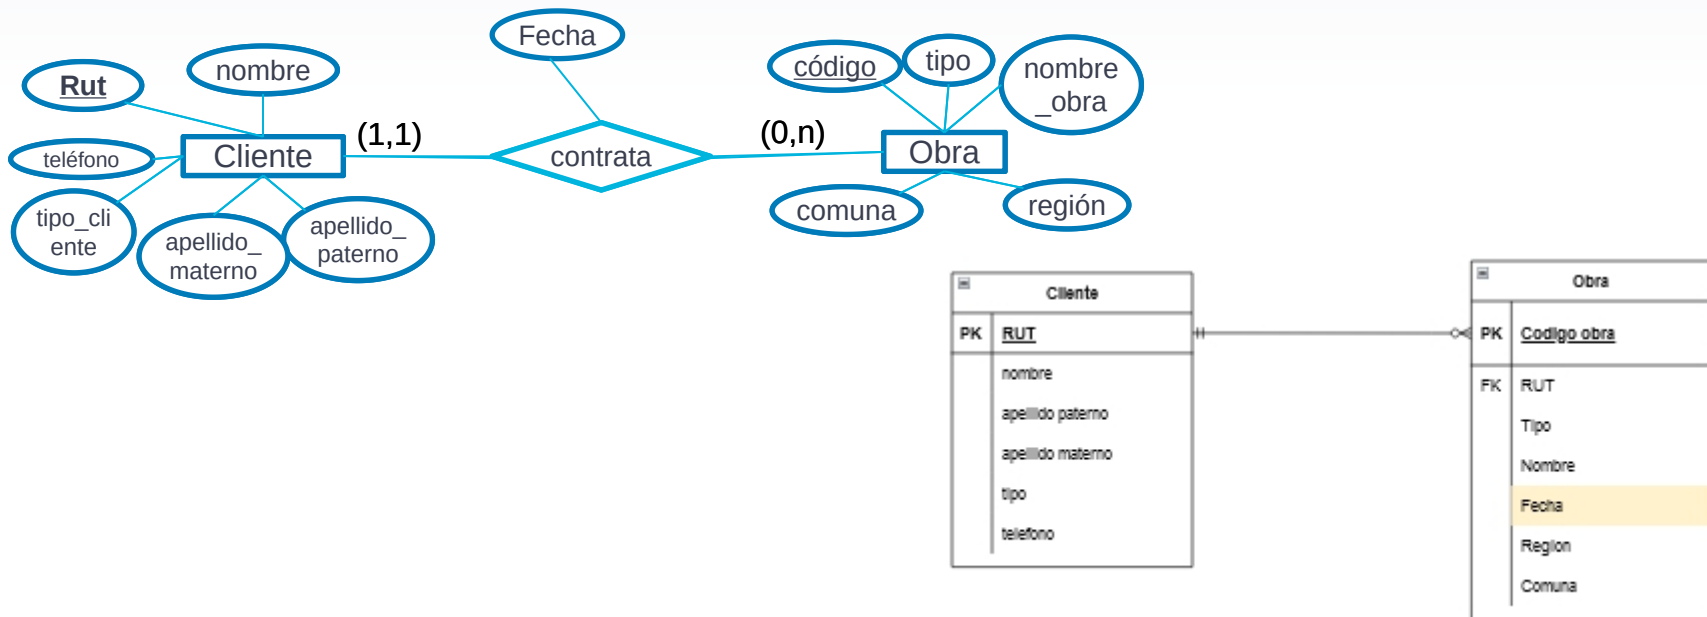 Fecha
Rut
nombre
código
tipo
nombre
_obra
(1,1)
(0,n)
teléfono
Cliente
contrata
Obra
tipo_cli
ente
apellido_
materno
apellido_
paterno
comuna
región
Cliente
PK
RUT
nombre
apellido paterno
apellido materno
tipo
telefono
Obra
PK
Codigo obra
FK
RUT
Tipo
Nombre
Fecha
Region
Comuna